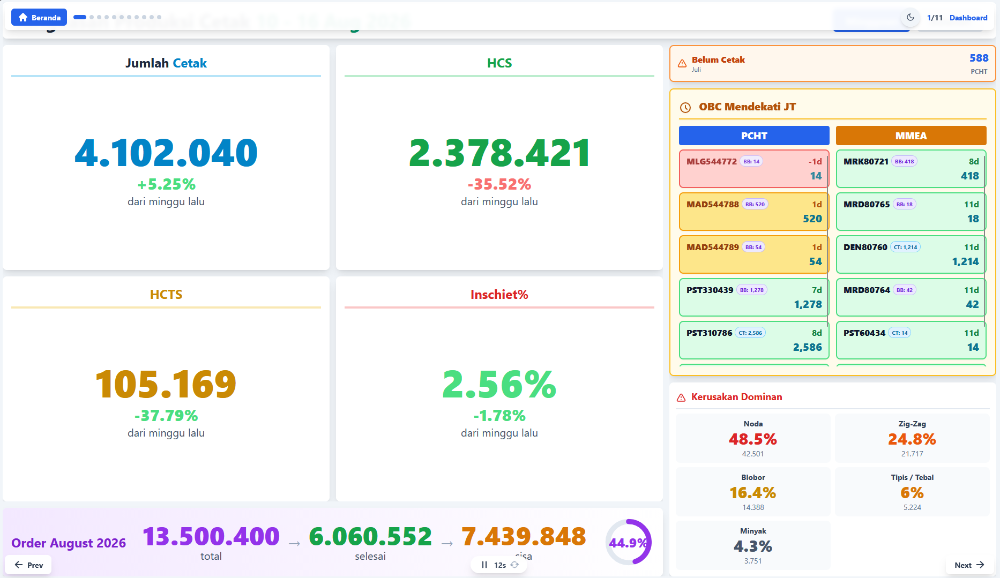 Beranda
1/11 Dashboard
Jumlah Cetak
4.102.040
+5.25%
dari minggu lalu
HCS
2.378.421
-35.52%
dari minggu lalu
HCTS
105.169
-37.79%
dari minggu lalu
Inschiet%
2.56%
-1.78%
dari minggu lalu
Order August 2026
13.500.400
total
→
6.060.552
selesai
→
7.439.848
sisa
44.9%
Prev
12s
Belum Cetak
Juli
588
PCHT
OBC Mendekati JT
PCHT
MLG544772 BB: 14 -1d
14
MAD544788 BB: 520 1d
520
MAD544789 BB: 54 1d
54
PST330439 BB: 1,278 7d
1,278
PST310786 CT: 2,586 8d
2,586
MMEA
MRK80721 BB: 418 8d
418
MRD80765 BB: 18 11d
18
DEN80760 CT: 1,214 11d
1,214
MRD80764 BB: 42 11d
42
PST60434 CT: 14 11d
14
Kerusakan Dominan
Noda
48.5%
42.501
Zig-Zag
24.8%
21.717
Blobor
16.4%
14.388
Tipis / Tebal
6%
5.224
Minyak
4.3%
3.751
Next